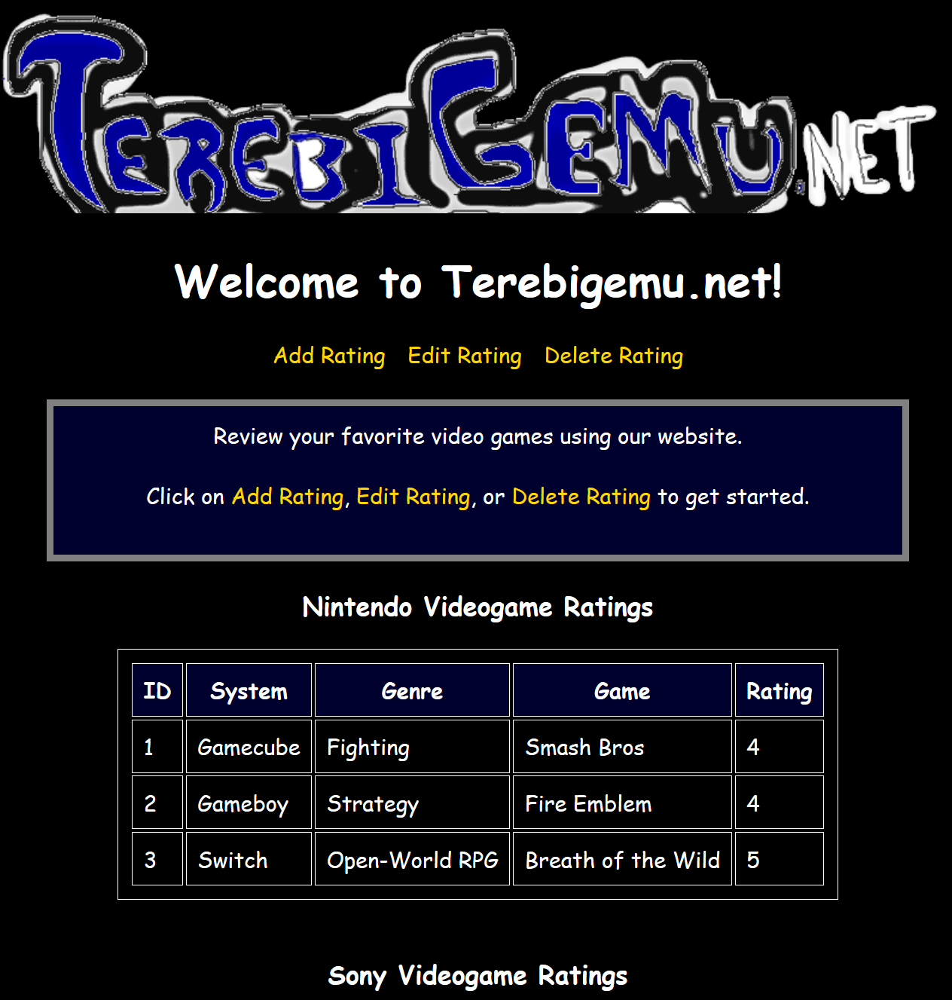 TEREBIGEMU.NET
Welcome to Terebigemu.net!
Add Rating Edit Rating Delete Rating
Review your favorite video games using our website.
Click on Add Rating, Edit Rating, or Delete Rating to get started.
Nintendo Videogame Ratings
ID System Genre Game Rating
1 Gamecube Fighting Smash Bros 4
2 Gameboy Strategy Fire Emblem 4
3 Switch Open-World RPG Breath of the Wild 5
Sony Videogame Ratings